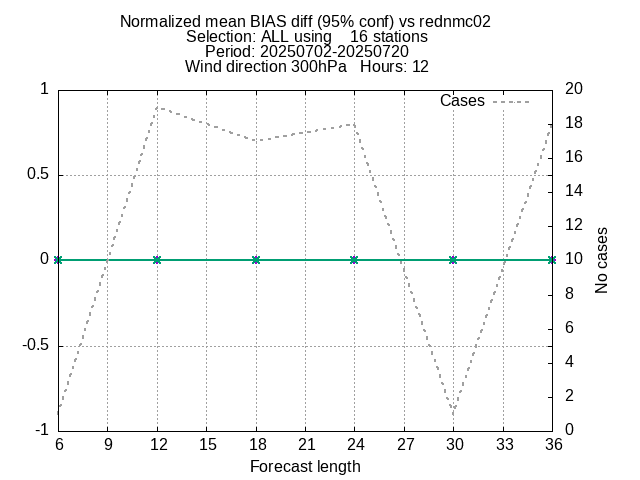 Normalized mean BIAS diff (95% conf) vs rednmc02
Selection: ALL using    16 stations
Period: 20250702-20250720
Wind direction 300hPa   Hours: 12
Cases
1
0.5
0
-0.5
-1
20
18
16
14
12
10
8
6
4
2
0
No cases
6 9 12 15 18 21 24 27 30 33 36
Forecast length